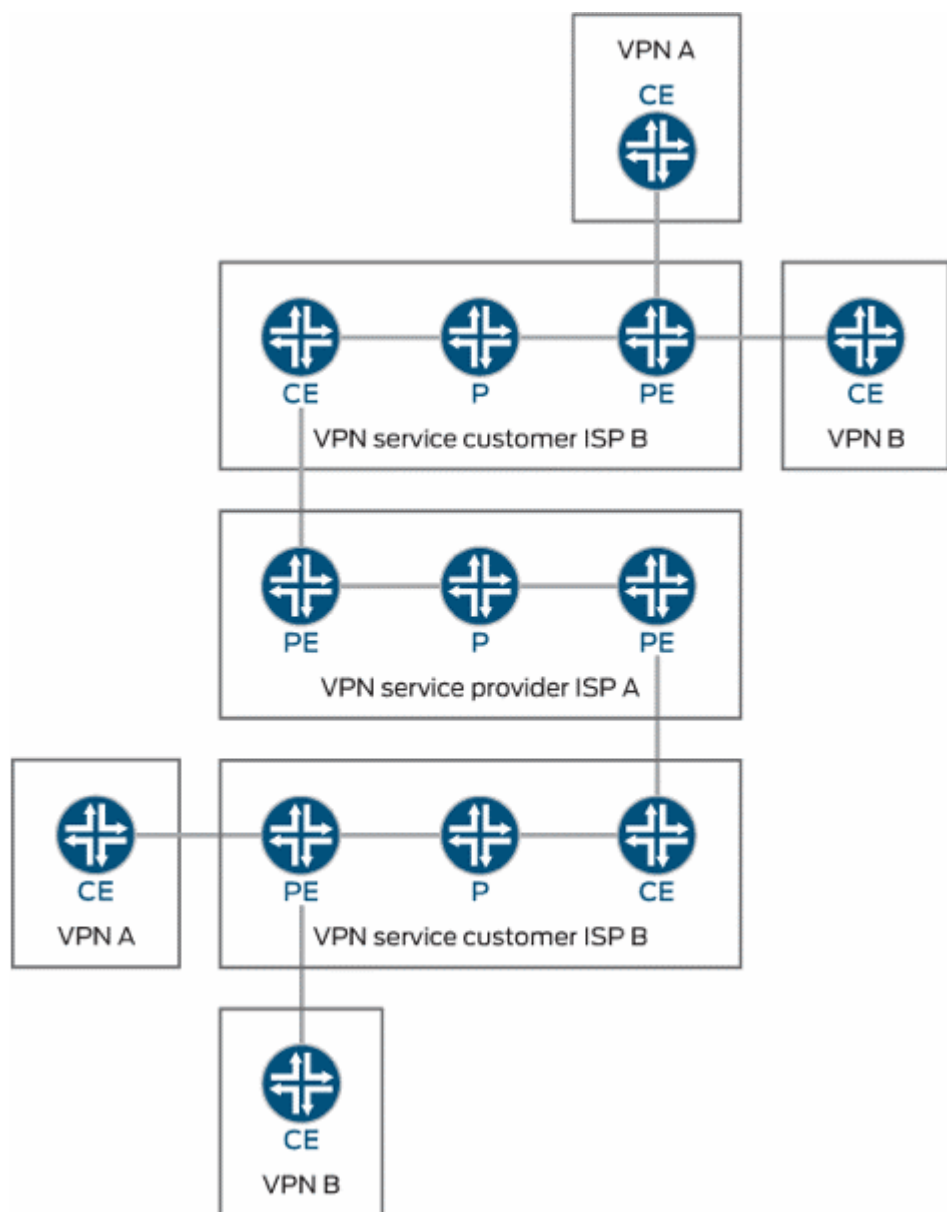 VPN A
CE
CE P PE CE
VPN service customer ISP B VPN B
PE P PE
VPN service provider ISP A
CE PE P CE
VPN A VPN service customer ISP B
CE
VPN B